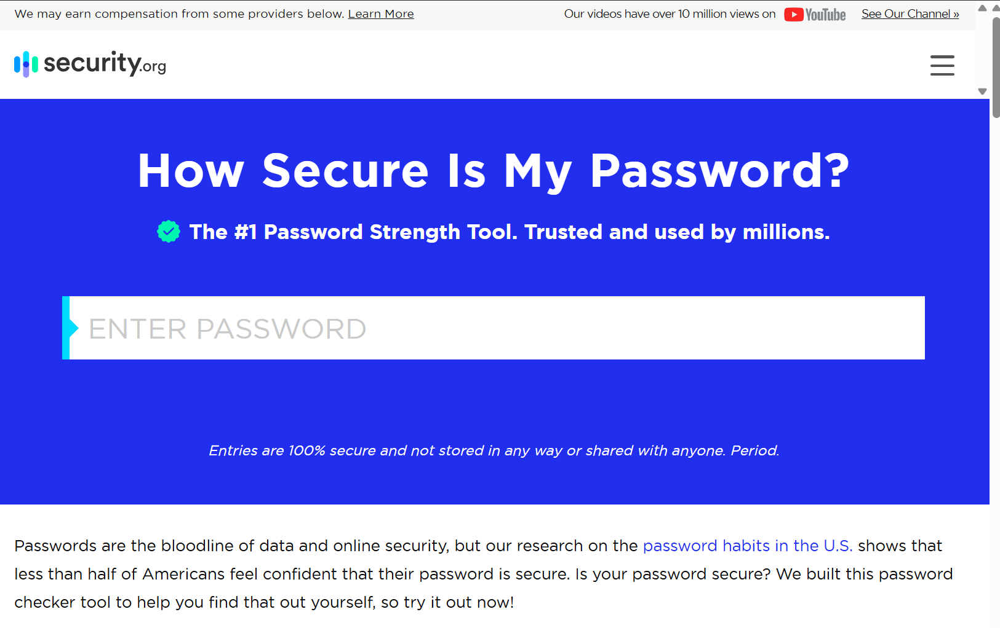 We may earn compensation from some providers below. Learn More
Our videos have over 10 million views on YouTube See Our Channel »
security.org
How Secure Is My Password?
The #1 Password Strength Tool. Trusted and used by millions.
ENTER PASSWORD
Entries are 100% secure and not stored in any way or shared with anyone. Period.
Passwords are the bloodline of data and online security, but our research on the password habits in the U.S. shows that
less than half of Americans feel confident that their password is secure. Is your password secure? We built this password
checker tool to help you find that out yourself, so try it out now!